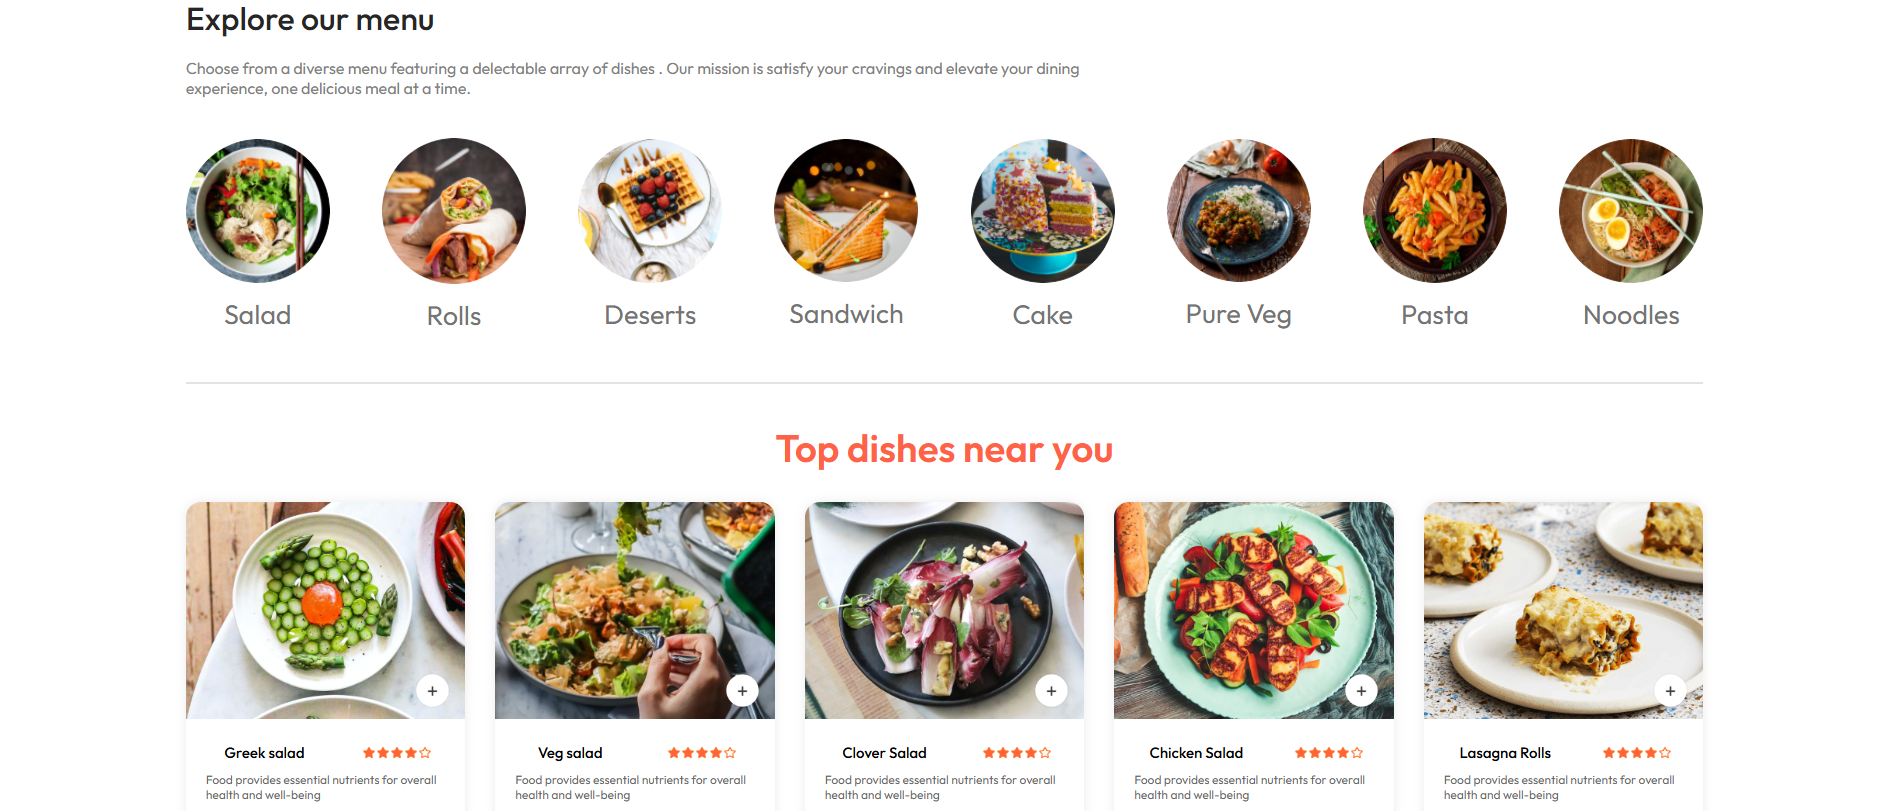 Explore our menu
Choose from a diverse menu featuring a delectable array of dishes . Our mission is satisfy your cravings and elevate your dining
experience, one delicious meal at a time.
Salad
Rolls
Deserts
Sandwich
Cake
Pure Veg
Pasta
Noodles
Top dishes near you
Greek salad
Food provides essential nutrients for overall
health and well-being
Veg salad
Food provides essential nutrients for overall
health and well-being
Clover Salad
Food provides essential nutrients for overall
health and well-being
Chicken Salad
Food provides essential nutrients for overall
health and well-being
Lasagna Rolls
Food provides essential nutrients for overall
health and well-being